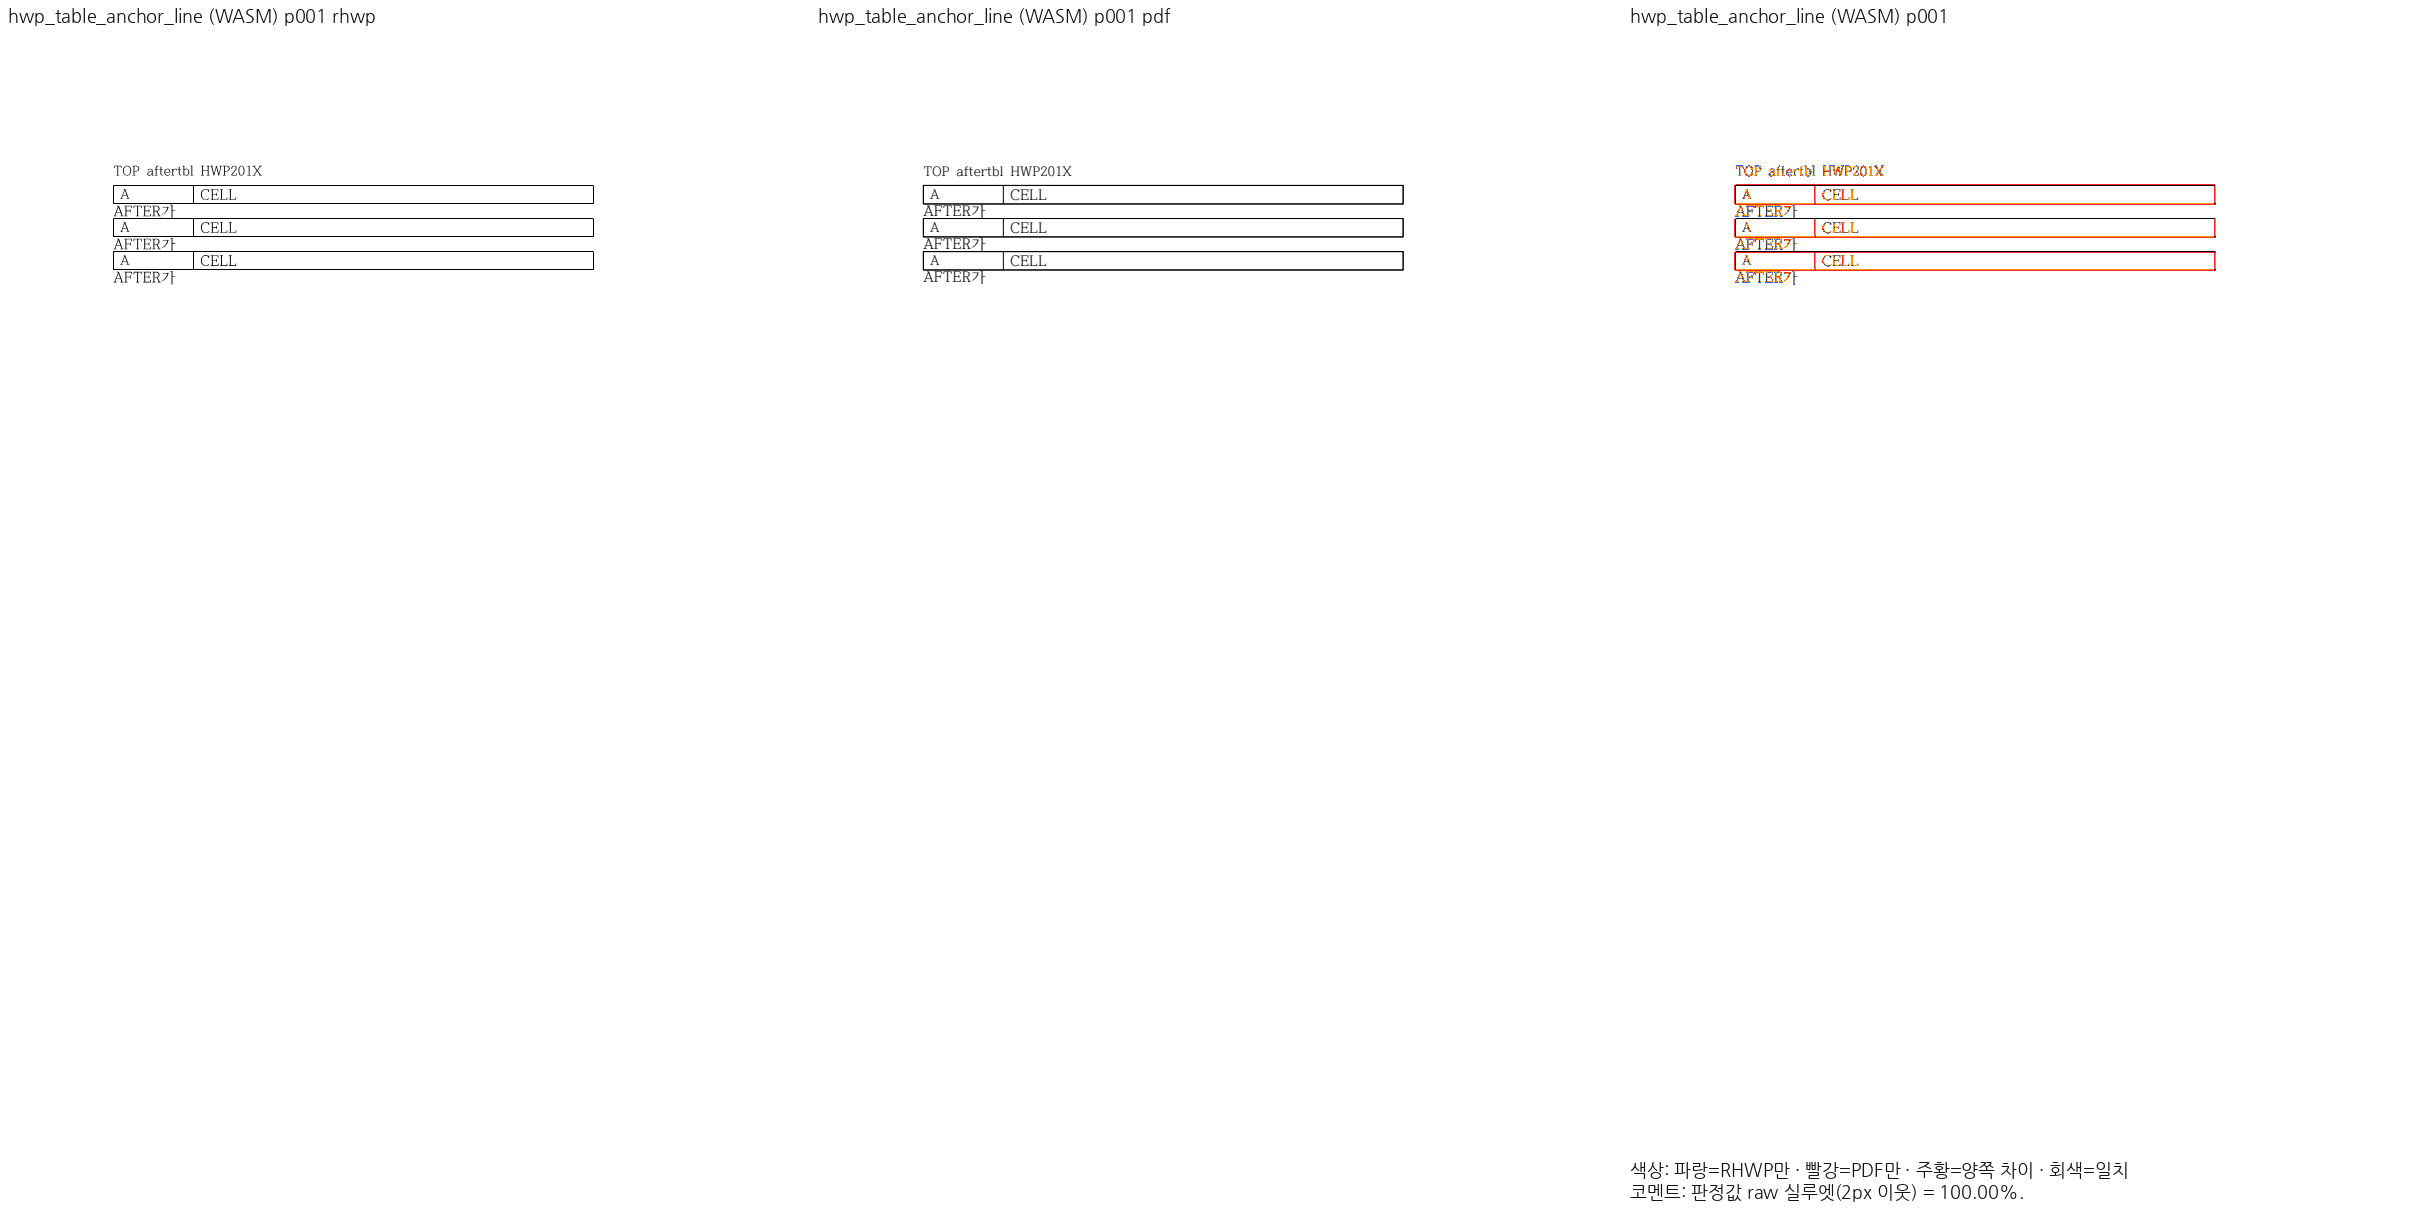 hwp_table_anchor_line (WASM) p001 rhwp
TOP aftertbl HWP201X
A CELL
AFTER가
A CELL
AFTER가
A CELL
AFTER가
hwp_table_anchor_line (WASM) p001 pdf
TOP aftertbl HWP201X
A CELL
AFTER가
A CELL
AFTER가
A CELL
AFTER가
hwp_table_anchor_line (WASM) p001
TOP aftertbl HWP201X
A CELL
AFTER가
A CELL
AFTER가
A CELL
AFTER가
색상: 파랑=RHWP만 · 빨강=PDF만 · 주황=양쪽 차이 · 회색=일치
코멘트: 판정값 raw 실루엣(2px 이웃) = 100.00%.